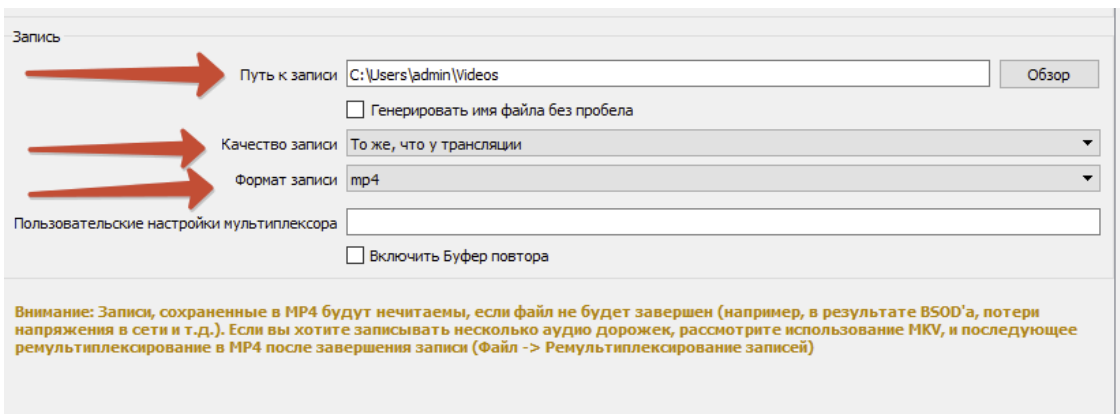 Запись
Путь к записи C:\Users\admin\Videos Обзор
Генерировать имя файла без пробела
Качество записи То же, что у трансляции
Формат записи mp4
Пользовательские настройки мультиплексора
Включить Буфер повтора
Внимание: Записи, сохраненные в MP4 будут нечитаемы, если файл не будет завершен (например, в результате BSOD'а, потери
напряжения в сети и т.д.). Если вы хотите записывать несколько аудио дорожек, рассмотрите использование MKV, и последующее
ремультиплексирование в MP4 после завершения записи (Файл -> Ремультиплексирование записей)